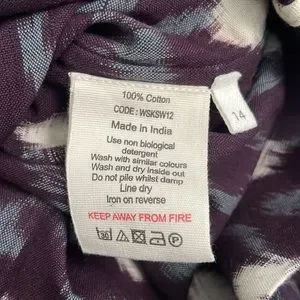 100% Cotton
CODE: WSKSW12
Made in India
Use non biological
detergent
Wash with similar colours
Wash and dry inside out
Do not pile whilst damp
Line dry
Iron on reverse
KEEP AWAY FROM FIRE
30
P
14